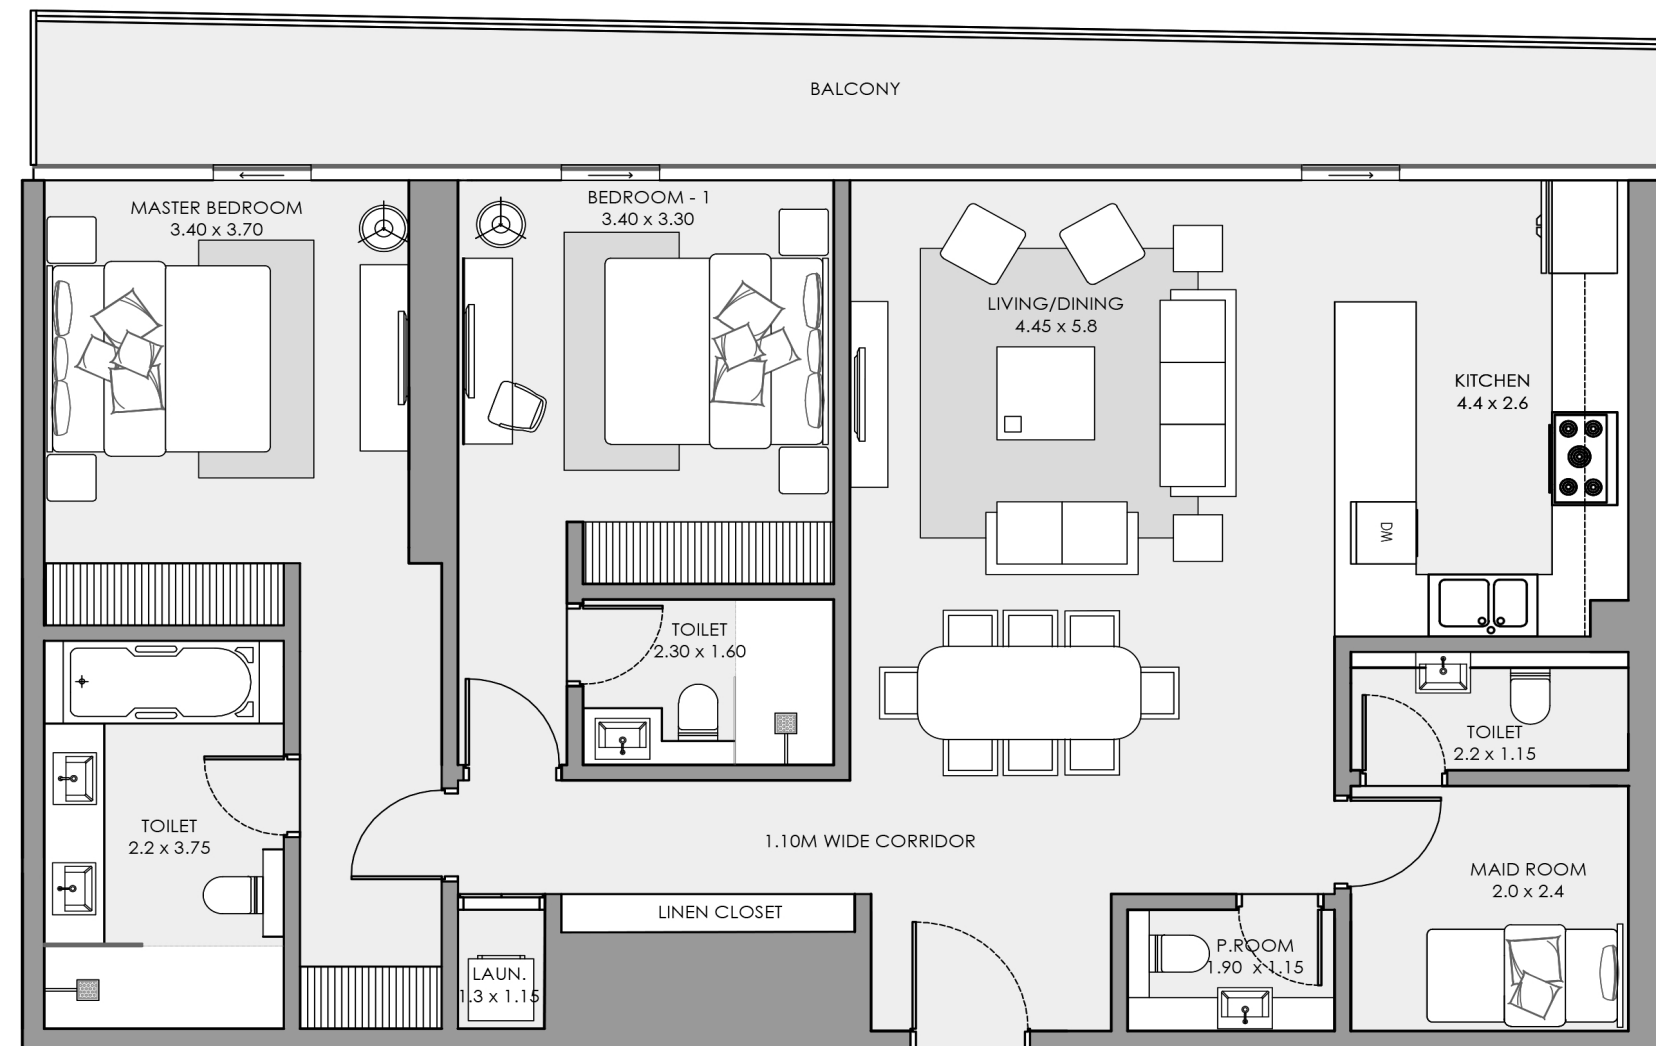 BALCONY
MASTER BEDROOM
3.40 x 3.70
BEDROOM - 1
3.40 x 3.30
LIVING/DINING
4.45 x 5.8
KITCHEN
4.4 x 2.6
DW
TOILET
2.30 x 1.60
TOILET
2.2 x 1.15
TOILET
2.2 x 3.75
1.10M WIDE CORRIDOR
MAID ROOM
2.0 x 2.4
LINEN CLOSET
P.ROOM
1.90 x 1.15
LAUN.
1.3 x 1.15